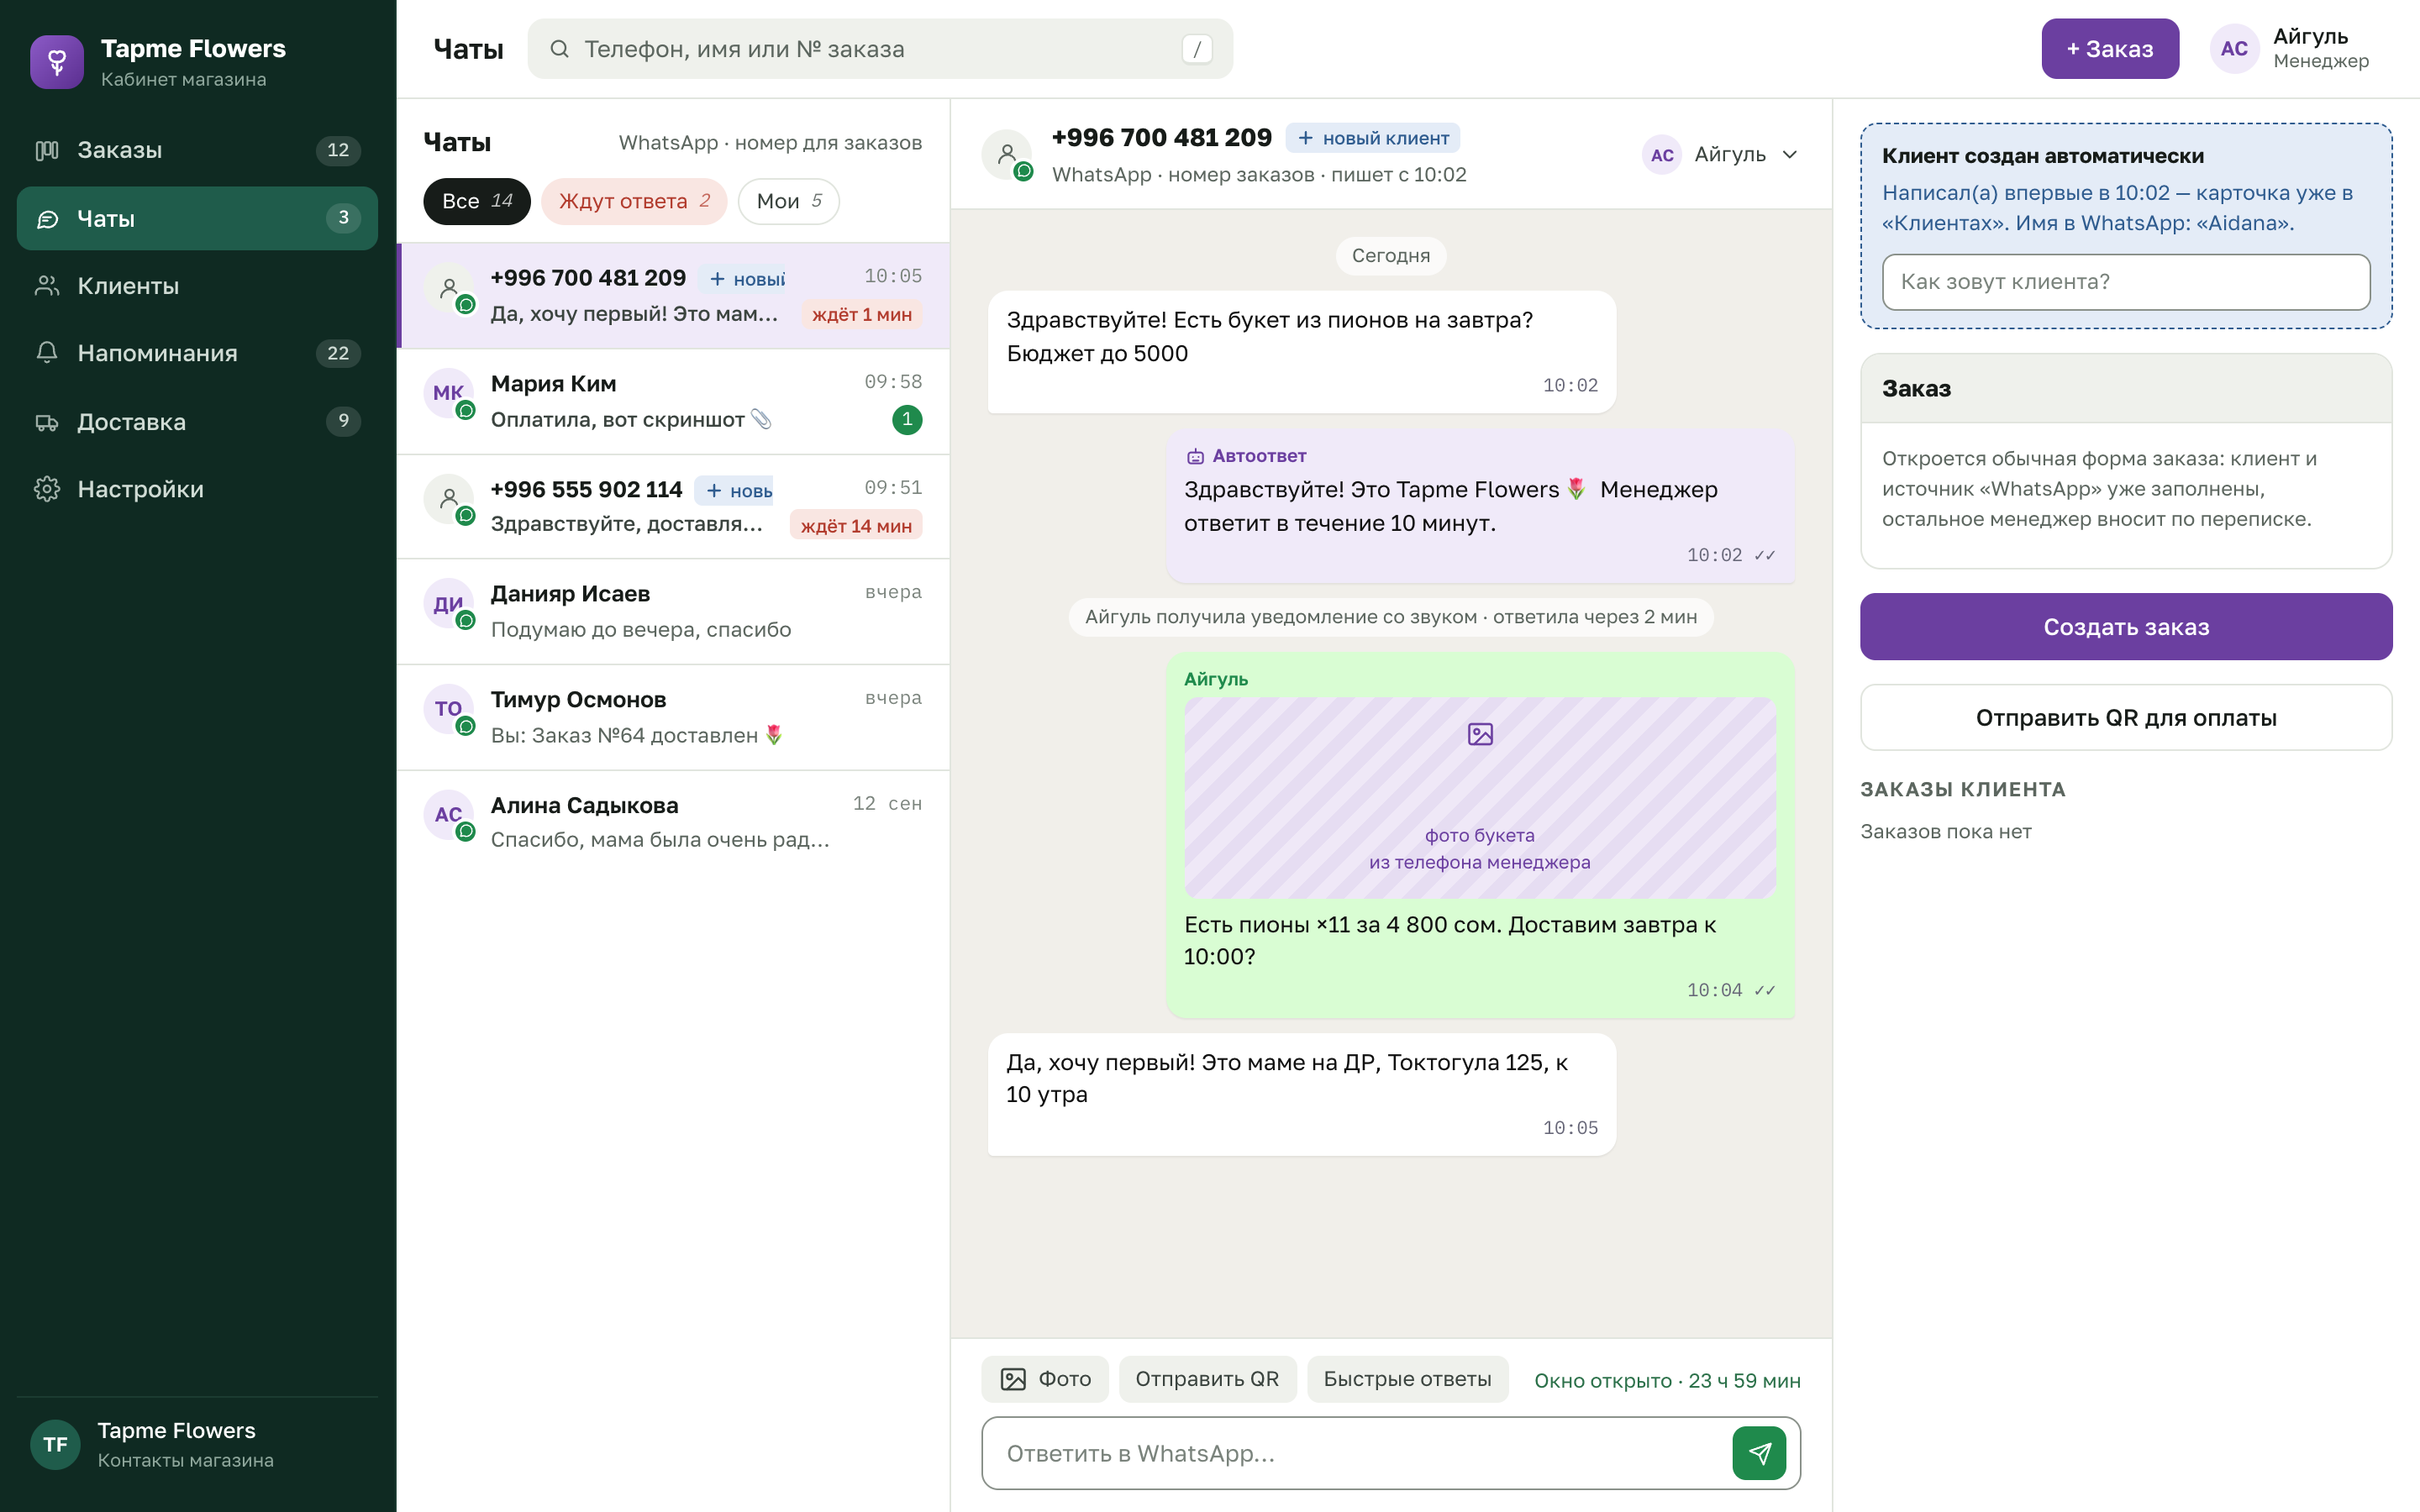 Tapme Flowers
Кабинет магазина
Заказы 12
Чаты 3
Клиенты
Напоминания 22
Доставка 9
Настройки
TF
Tapme Flowers
Контакты магазина
Чаты
Телефон, имя или № заказа /
+ Заказ
АС
Айгуль
Менеджер
Чаты
WhatsApp · номер для заказов
Все 14
Ждут ответа 2
Мои 5
+996 700 481 209 + новый 10:05
Да, хочу первый! Это мам... ждёт 1 мин
МК
Мария Ким 09:58
Оплатила, вот скриншот 📎 1
+996 555 902 114 + новы 09:51
Здравствуйте, доставля... ждёт 14 мин
ДИ
Данияр Исаев вчера
Подумаю до вечера, спасибо
ТО
Тимур Осмонов вчера
Вы: Заказ №64 доставлен 🌷
АС
Алина Садыкова 12 сен
Спасибо, мама была очень рад...
+996 700 481 209 + новый клиент
WhatsApp · номер заказов · пишет с 10:02
АС Айгуль
Сегодня
Здравствуйте! Есть букет из пионов на завтра?
Бюджет до 5000
10:02
Автоответ
Здравствуйте! Это Tapme Flowers 🌷 Менеджер
ответит в течение 10 минут.
10:02 ✓✓
Айгуль получила уведомление со звуком · ответила через 2 мин
Айгуль
фото букета
из телефона менеджера
Есть пионы ×11 за 4 800 сом. Доставим завтра к
10:00?
10:04 ✓✓
Да, хочу первый! Это маме на ДР, Токтогула 125, к
10 утра
10:05
Фото
Отправить QR
Быстрые ответы
Окно открыто · 23 ч 59 мин
Ответить в WhatsApp...
Клиент создан автоматически
Написал(а) впервые в 10:02 — карточка уже в
«Клиентах». Имя в WhatsApp: «Aidana».
Как зовут клиента?
Заказ
Откроется обычная форма заказа: клиент и
источник «WhatsApp» уже заполнены,
остальное менеджер вносит по переписке.
Создать заказ
Отправить QR для оплаты
ЗАКАЗЫ КЛИЕНТА
Заказов пока нет